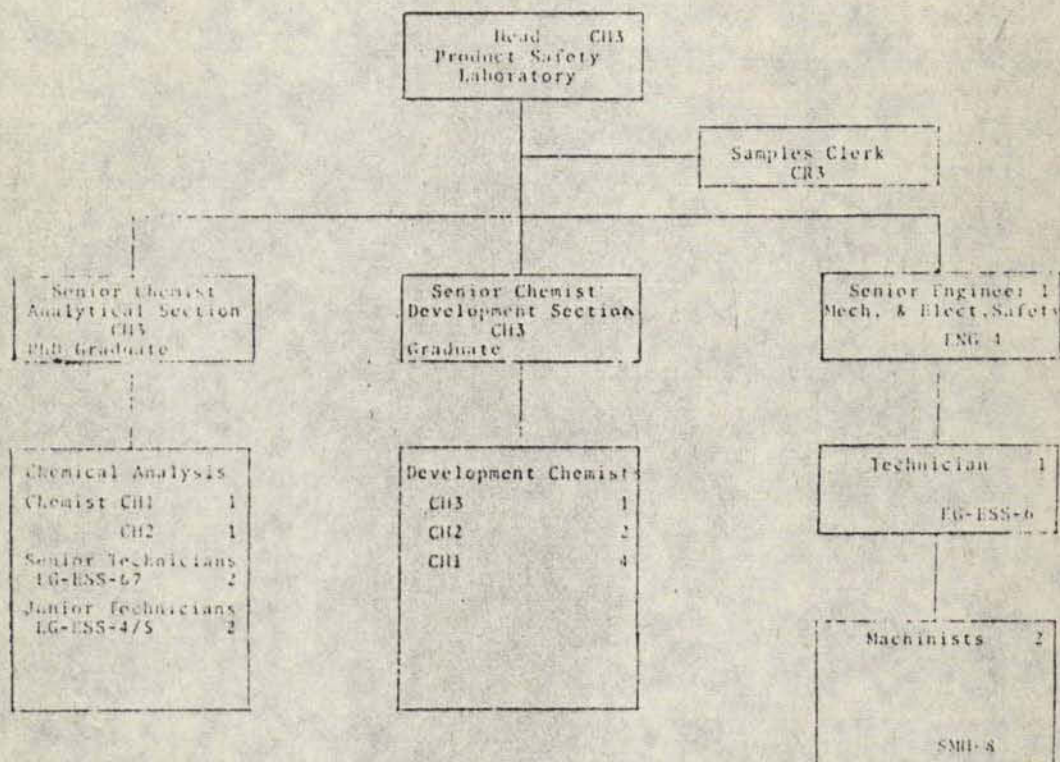 Head CH3
Product Safety
Laboratory
Samples Clerk
CR3
Senior Chemist
Analytical Section
CH3
PhD Graduate
Senior Chemist
Development Section
CH3
Graduate
Senior Engineer 1
Mech. & Elect. Safety
ENG 4
Chemical Analysis
Chemist CH1 1
CH2 1
Senior Technicians
EG-ESS-67 2
Junior Technicians
EG-ESS-4/5 2
Development Chemists
CH3 1
CH2 2
CH1 4
Technician 1
EG-ESS-6
Machinists 2
SMH-8